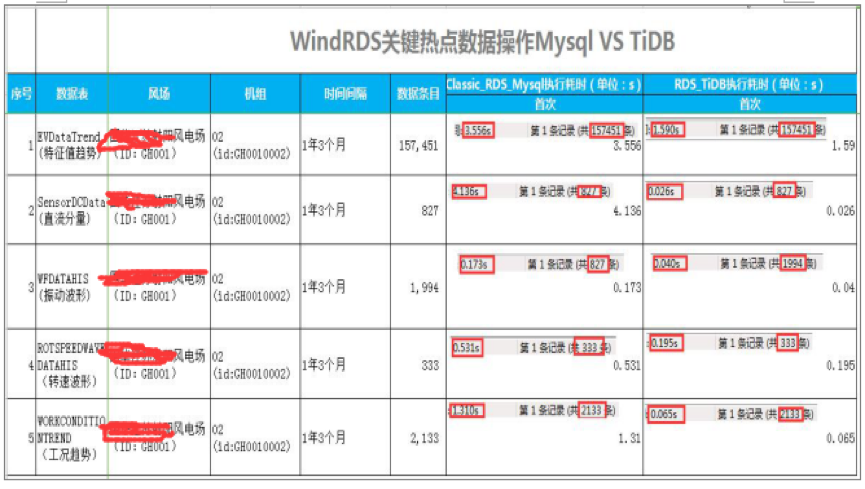 WindRDS关键热点数据操作Mysql VS TiDB
序号 数据表 风场 机组 时间间隔 数据条目 Classic_RDS_Mysql执行耗时（单位：s） RDS_TiDB执行耗时（单位：s）
首次 首次
1 EVDataTrend 风电场 02 1年3个月 157,451 3.556s 第 1 条记录 (共 157451 条) 3.556 1.590s 第 1 条记录 (共 157451 条) 1.59
(特征值趋势) (ID: GH001) (id:GH0010002)
2 SensorDCData 风电场 02 1年3个月 827 4.136s 第 1 条记录 (共 827 条) 4.136 0.026s 第 1 条记录 (共 827 条) 0.026
(直流分量) (ID: GH001) (id:GH0010002)
3 WFDATAHIS 风电场 02 1年3个月 1,994 0.173s 第 1 条记录 (共 827 条) 0.173 0.040s 第 1 条记录 (共 1994 条) 0.04
(振动波形) (ID: GH001) (id:GH0010002)
4 ROTSPEEDWAVE 风电场 02 1年3个月 333 0.531s 第 1 条记录 (共 333 条) 0.531 0.195s 第 1 条记录 (共 333 条) 0.195
DATAHIS (ID: GH001) (id:GH0010002)
(转速波形)
5 WORKCONDITIO 风电场 02 1年3个月 2,133 1.310s 第 1 条记录 (共 2133 条) 1.31 0.065s 第 1 条记录 (共 2133 条) 0.065
NTREND (ID: GH001) (id:GH0010002)
(工况趋势)